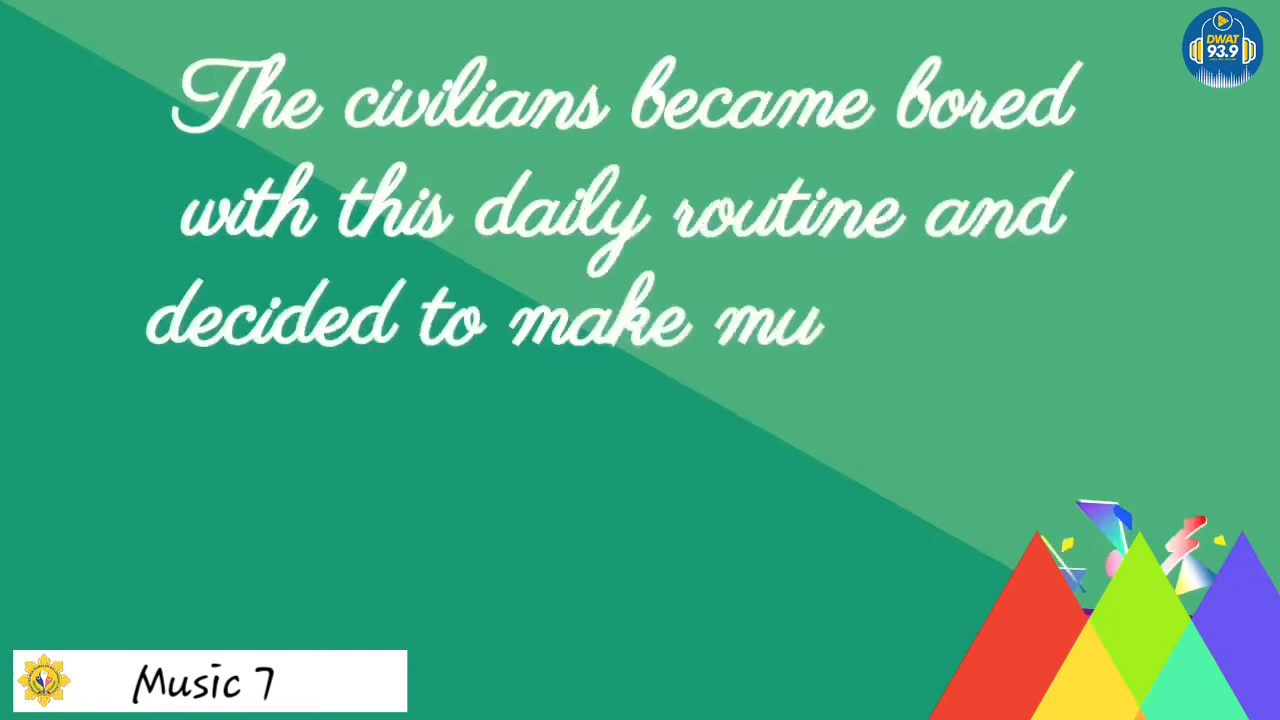 The civilians became bored
with this daily routine and
decided to make mu
DWAT
93.9
Music 7